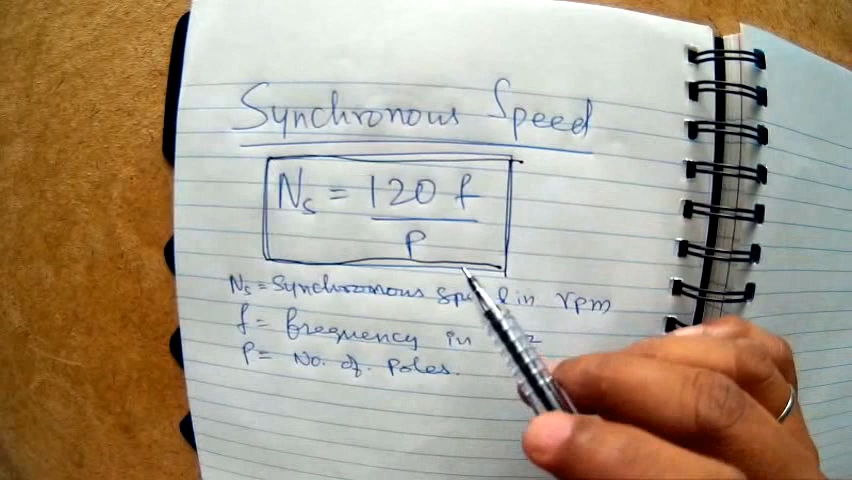 Synchronous Speed
Ns = 120 f
P
Ns = Synchronous in rpm
f = frequency in
P = No. of. Poles.